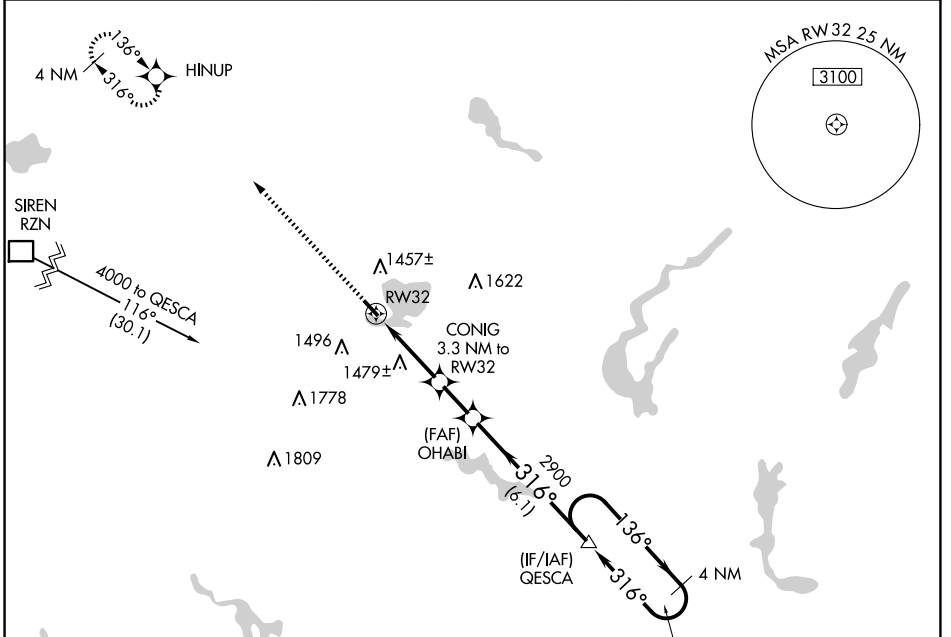 136°
4 NM
316°
HINUP
MSA RW32 25 NM
3100
SIREN
RZN
4000 to QESCA
116°
(30.1)
1457±
1622
RW32
CONIG
3.3 NM to
RW32
1496
1479±
1778
1809
(FAF)
OHABI
2900
316°
(6.1)
136°
(IF/IAF)
QESCA
316°
4 NM